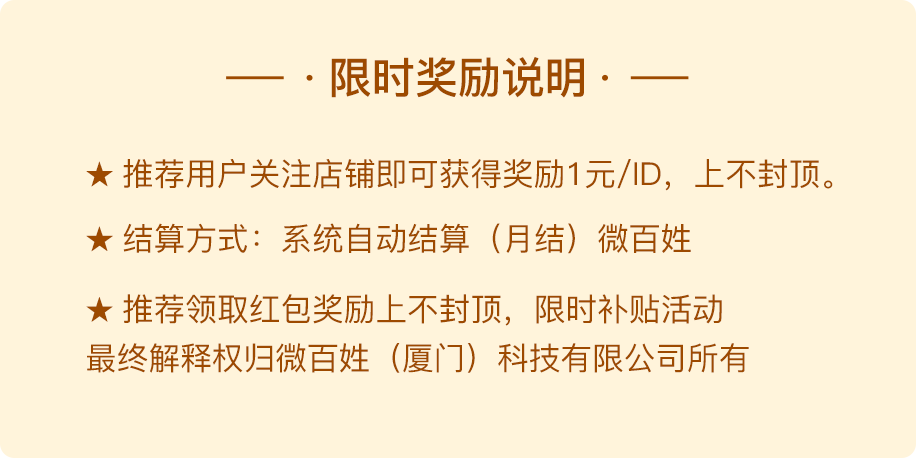 — · 限时奖励说明 · —
★ 推荐用户关注店铺即可获得奖励1元/ID，上不封顶。
★ 结算方式：系统自动结算（月结）微百姓
★ 推荐领取红包奖励上不封顶，限时补贴活动
最终解释权归微百姓（厦门）科技有限公司所有